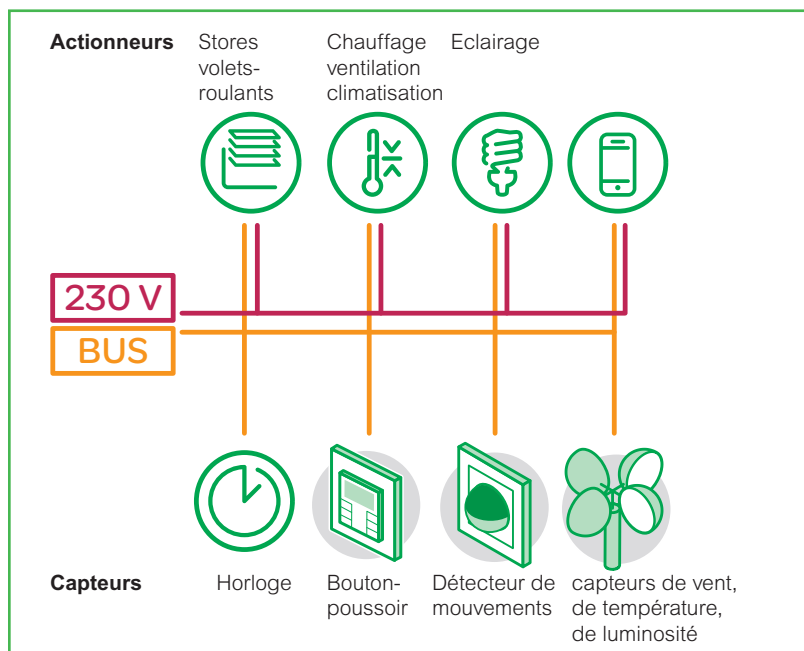 Actionneurs
Stores
volets-
roulants
Chauffage
ventilation
climatisation
Eclairage
230 V
BUS
Capteurs
Horloge
Bouton-
poussoir
Détecteur de
mouvements
capteurs de vent,
de température,
de luminosité